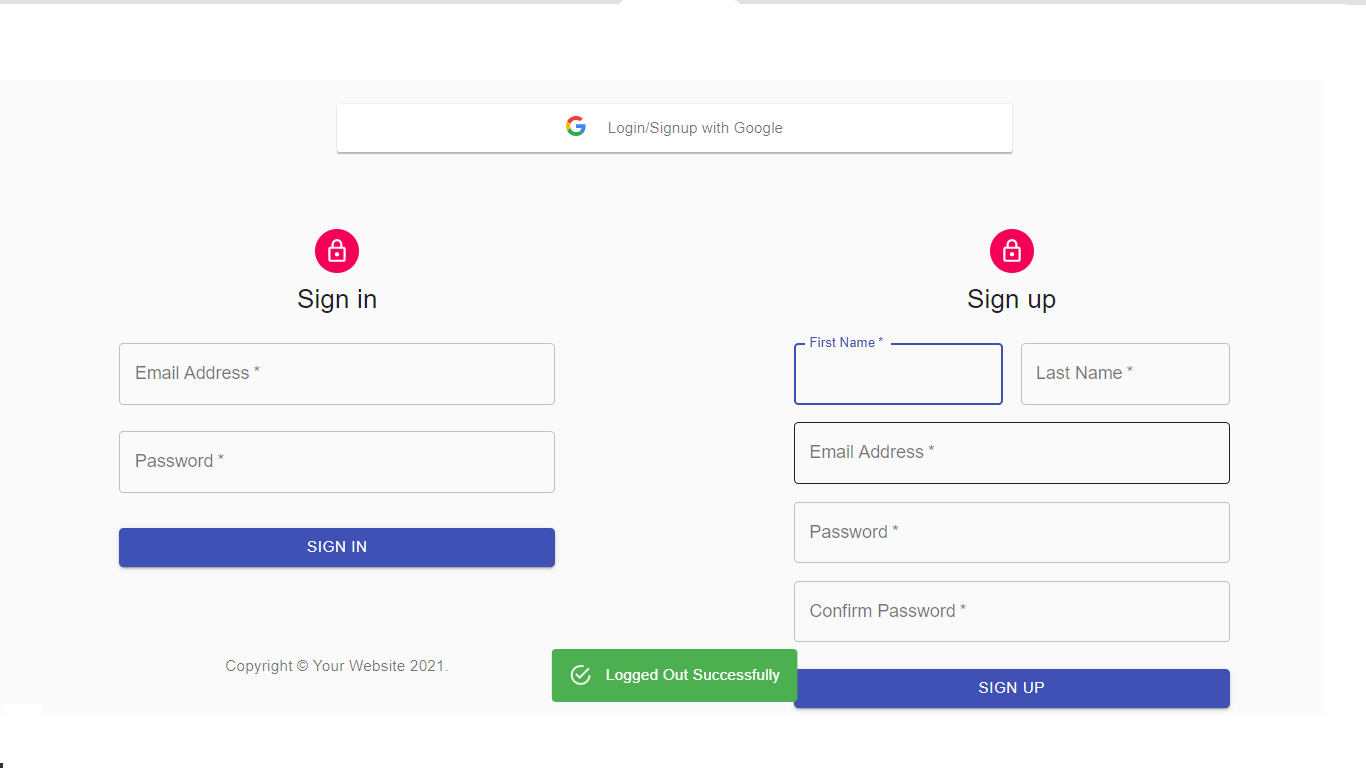 Login/Signup with Google
Sign in
Email Address *
Password *
SIGN IN
Copyright © Your Website 2021.
Sign up
First Name *
Last Name *
Email Address *
Password *
Confirm Password *
SIGN UP
Logged Out Successfully